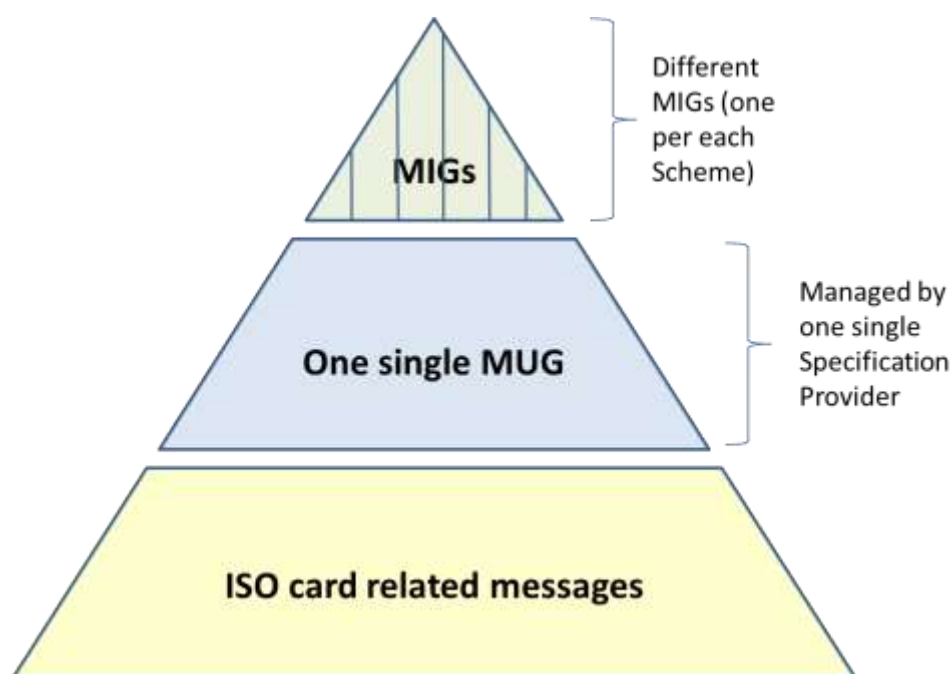 Different
MIGs (one
per each
Scheme)
MIGs
Managed by
one single
Specification
Provider
One single MUG
ISO card related messages